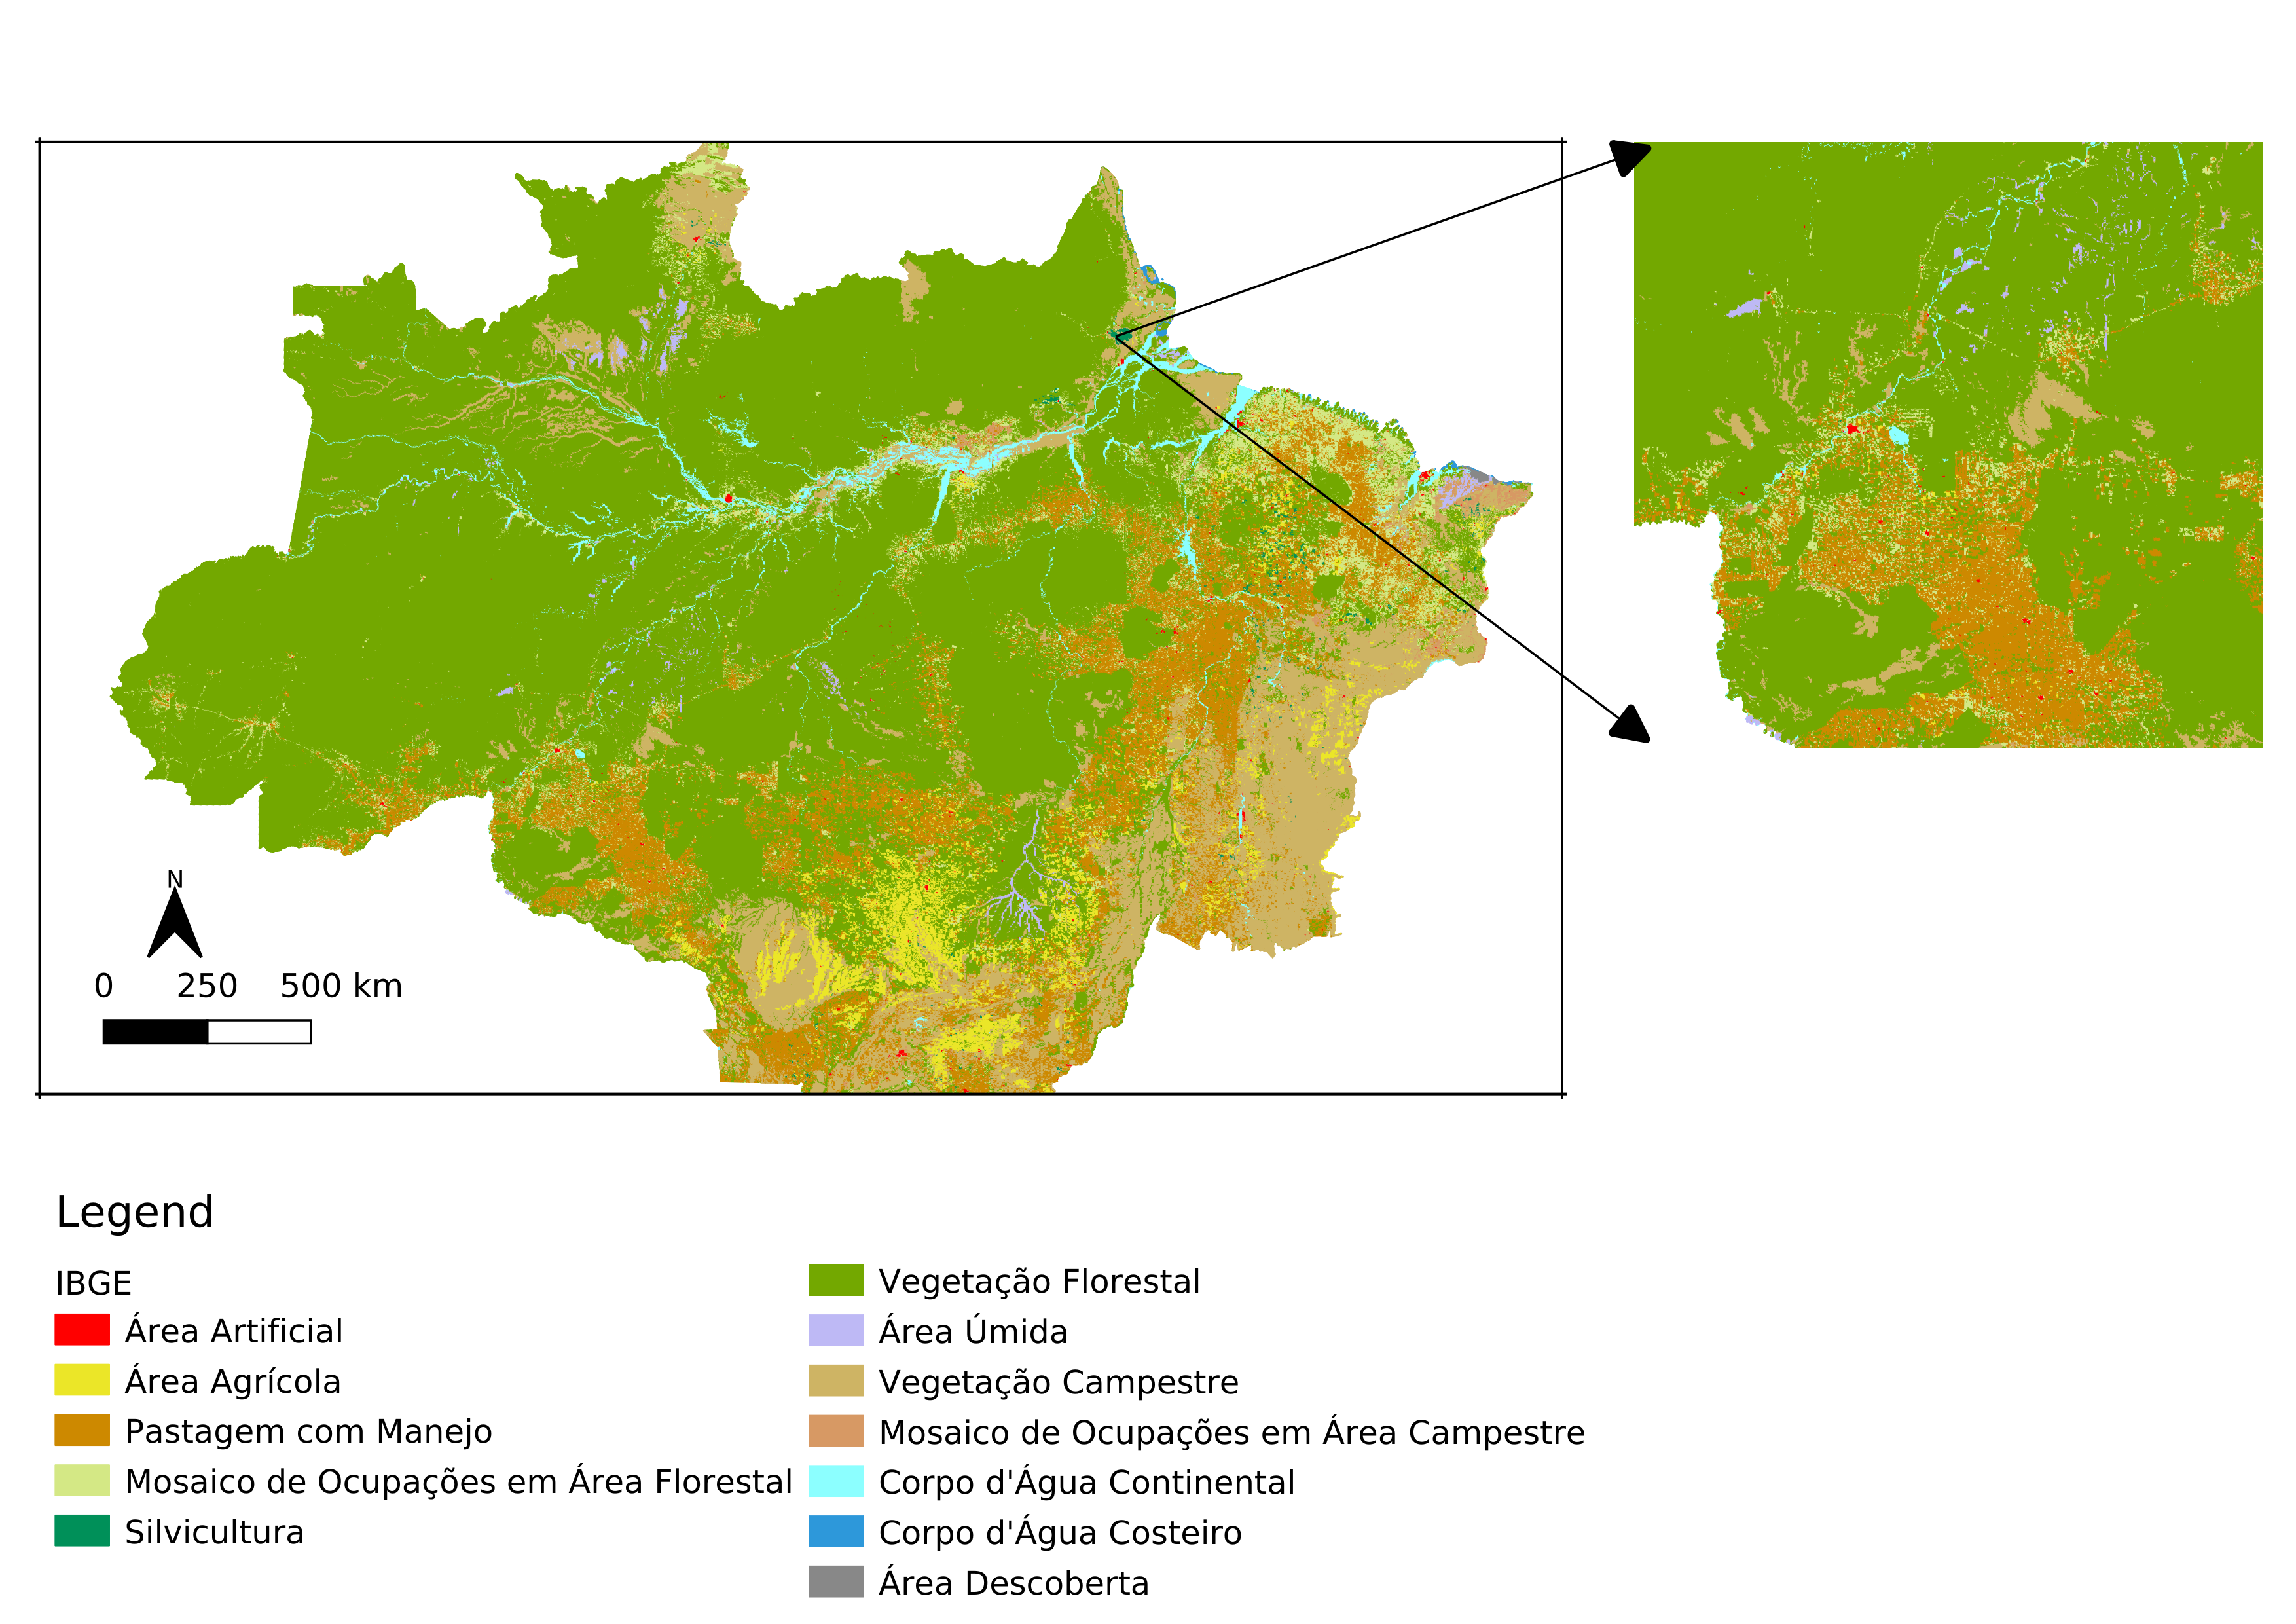 N
0 250 500 km
Legend
IBGE
Área Artificial
Área Agrícola
Pastagem com Manejo
Mosaico de Ocupações em Área Florestal
Silvicultura
Vegetação Florestal
Área Úmida
Vegetação Campestre
Mosaico de Ocupações em Área Campestre
Corpo d'Água Continental
Corpo d'Água Costeiro
Área Descoberta